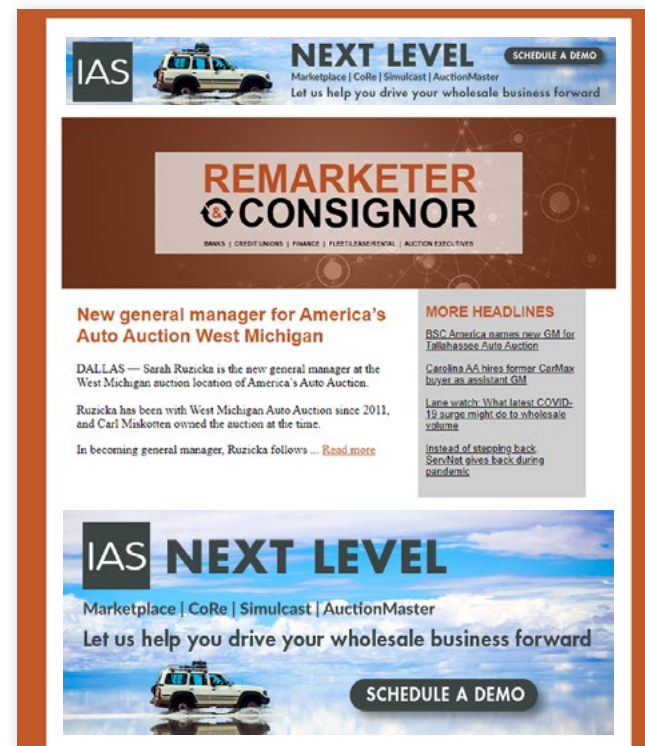 IAS
NEXT LEVEL
SCHEDULE A DEMO
Marketplace | CoRe | Simulcast | AuctionMaster
Let us help you drive your wholesale business forward
REMARKETER
& CONSIGNOR
BANKS | CREDIT UNIONS | FINANCE | FLEET/LEASE/RENTAL | AUCTION EXECUTIVES
New general manager for America's
Auto Auction West Michigan
DALLAS — Sarah Ruzicka is the new general manager at the
West Michigan auction location of America's Auto Auction.
Ruzicka has been with West Michigan Auto Auction since 2011,
and Carl Miskotten owned the auction at the time.
In becoming general manager, Ruzicka follows ... Read more
MORE HEADLINES
BSC America names new GM for
Tallahassee Auto Auction
Carolina AA hires former CarMax
buyer as assistant GM
Lane watch: What latest COVID-
19 surge might do to wholesale
volume
Instead of stepping back,
ServNet gives back during
pandemic
IAS NEXT LEVEL
Marketplace | CoRe | Simulcast | AuctionMaster
Let us help you drive your wholesale business forward
SCHEDULE A DEMO